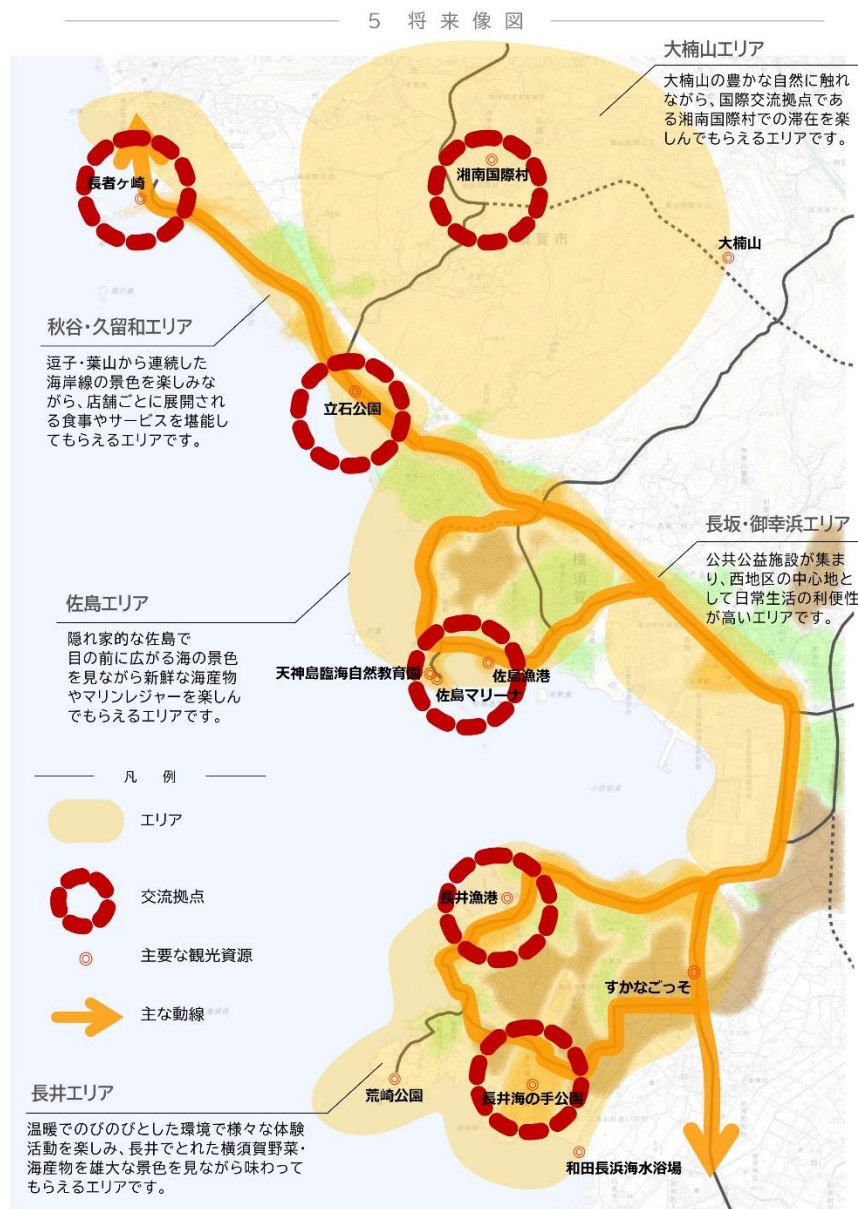 5 将来像図
大楠山エリア
大楠山の豊かな自然に触れ
ながら、国際交流拠点であ
る湘南国際村での滞在を楽
しんでもらえるエリアです。
長者ヶ崎
湘南国際村
大楠山
秋谷・久留和エリア
逗子・葉山から連続した
海岸線の景色を楽しみな
がら、店舗ごとに展開され
る食事やサービスを堪能し
てもらえるエリアです。
立石公園
長坂・御幸浜エリア
公共公益施設が集ま
り、西地区の中心地と
して日常生活の利便性
が高いエリアです。
佐島エリア
隠れ家的な佐島で
目の前に広がる海の景色
を見ながら新鮮な海産物
やマリンレジャーを楽しん
でもらえるエリアです。
天神島臨海自然教育園
佐島漁港
佐島マリーナ
凡 例
エリア
交流拠点
主要な観光資源
主な動線
長井漁港
すかなごっそ
荒崎公園
長井海の手公園
和田長浜海水浴場
長井エリア
温暖でのびのびとした環境で様々な体験
活動を楽しみ、長井でとれた横須賀野菜・
海産物を雄大な景色を見ながら味わって
もらえるエリアです。